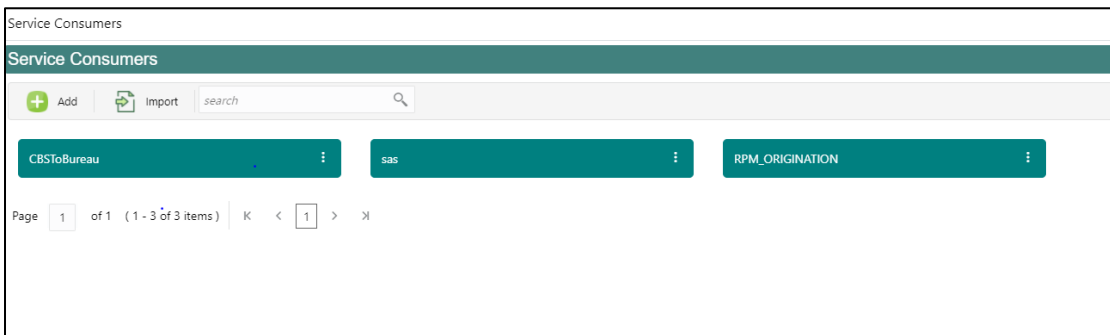 Service Consumers
Service Consumers
Add Import search
CBSToBureau sas RPM_ORIGINATION
Page 1 of 1 (1 - 3 of 3 items) K < 1 > >|